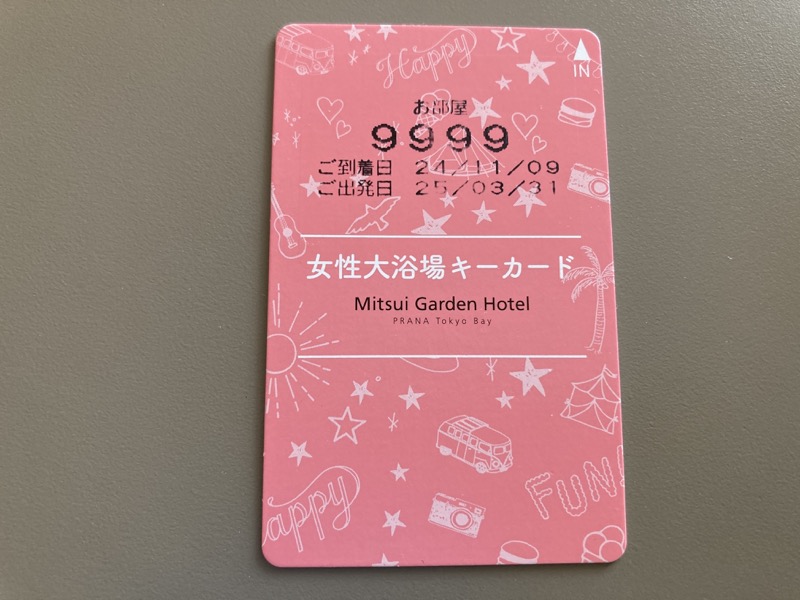 Happy
IN
お部屋
9999
ご到着日 24/11/09
ご出発日 25/03/31
女性大浴場キーカード
Mitsui Garden Hotel
PRANA Tokyo Bay
FUN!
appy